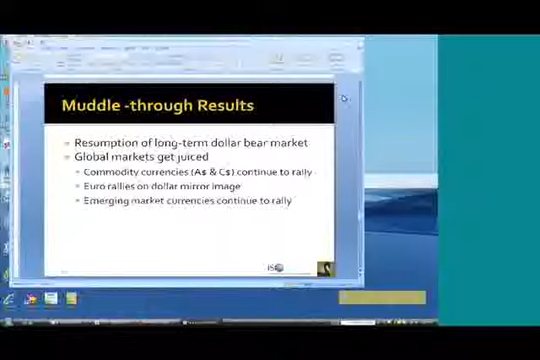 Muddle-through Results
Resumption of long-term dollar bear market
Global markets get juiced
Commodity currencies (A$ & C$) continue to rally
Euro rallies on dollar mirror image
Emerging market currencies continue to rally